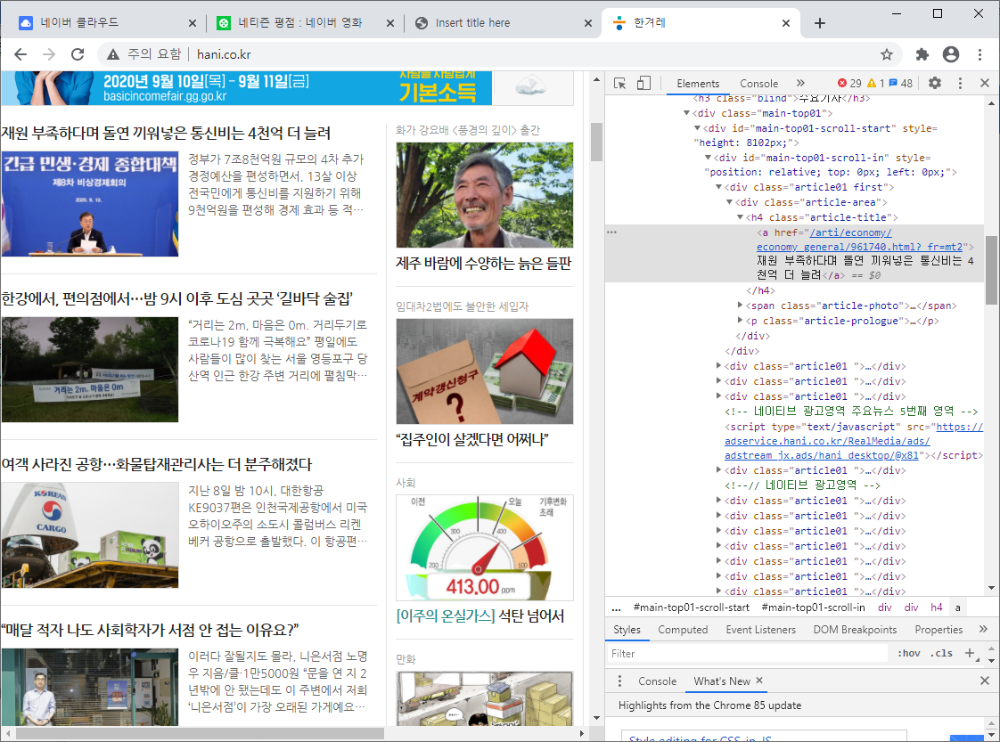 네이버 클라우드
네티즌 평점 : 네이버 영화
Insert title here
한겨레
주의 요함
hani.co.kr
2020년 9월10일[목] – 9월 11일[금]
basicincomefair.gg.go.kr
사람을 사람답게
기본소득
재원 부족하다며 돌연 끼워넣은 통신비는 4천억 더 늘려
긴급 민생·경제 종합대책
제8차 비상경제회의
2020. 9. 10.
정부가 7조8천억원 규모의 4차 추가
경정예산을 편성하면서, 13살 이상
전국민에게 통신비를 지원하기 위해
9천억원을 편성해 경제 효과 등 적…
한강에서, 편의점에서…밤 9시 이후 도심 곳곳 ‘길바닥 술집’
거리는 2m, 마음은 0m
“거리는 2m, 마음은 0m. 거리두기로
코로나19 함께 극복해요” 평일에도
사람들이 많이 찾는 서울 영등포구 당
산역 인근 한강 주변 거리에 펼침막…
여객 사라진 공항…화물탑재관리사는 더 분주해졌다
KOREAN
CARGO
지난 8일 밤 10시, 대한항공
KE9037편은 인천국제공항에서 미국
오하이오주의 소도시 콜럼버스 리켄
베커 공항으로 출발했다. 이 항공편…
“매달 적자 나도 사회학자가 서점 안 접는 이유요?”
이러다 잘될지도 몰라, 니은서점 노명
우 지음/클·1만5000원 “문을 연 지 2
년밖에 안 됐는데도 이 주변에서 저희
‘니은서점’이 가장 오래된 가게예요…
화가 강요배 <풍경의 깊이> 출간
제주 바람에 수양하는 늙은 들판
임대차2법에도 불안한 세입자
계약갱신청구
?
“집주인이 살겠다면 어쩌나”
사회
이전
오늘
기후변화
초래
200
300
400
500
413.00 ppm
[이주의 온실가스] 석탄 넘어서
만화
Elements
Console
»
29
1
48
<h3 class="blind">주요기사</h3>
<div class="main-top01">
<div id="main-top01-scroll-start" style=
"height: 8102px;">
<div id="main-top01-scroll-in" style=
"position: relative; top: 0px; left: 0px;">
<div class="article01 first">
<div class="article-area">
<h4 class="article-title">
<a href="/arti/economy/
economy_general/961740.html?_fr=mt2">
재원 부족하다며 돌연 끼워넣은 통신비는 4
천억 더 늘려</a> == $0
</h4>
<span class="article-photo">…</span>
<p class="article-prologue">…</p>
</div>
</div>
<div class="article01 ">…</div>
<div class="article01 ">…</div>
<div class="article01 ">…</div>
<!-- 네이티브 광고영역 주요뉴스 5번째 영역 -->
<script type="text/javascript" src="https://
adservice.hani.co.kr/RealMedia/ads/
adstream_jx.ads/hani_desktop/@x81"></script>
<div class="article01 ">…</div>
<!--// 네이티브 광고영역 -->
<div class="article01 ">…</div>
<div class="article01 ">…</div>
<div class="article01 ">…</div>
<div class="article01 ">…</div>
<div class="article01 ">…</div>
<div class="article01 ">…</div>
<div class="article01 ">…</div>
... #main-top01-scroll-start #main-top01-scroll-in div div h4 a
Styles Computed Event Listeners DOM Breakpoints Properties »
Filter
:hov .cls +
Console What's New
Highlights from the Chrome 85 update
Style editing for CSS-in-JS